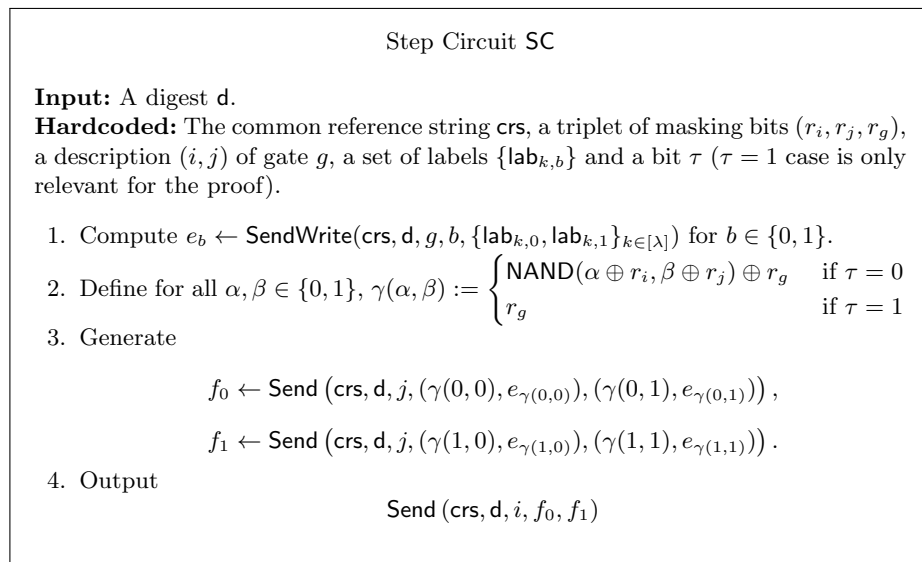 Step Circuit SC
Input: A digest d.
Hardcoded: The common reference string crs, a triplet of masking bits (r_i, r_j, r_g),
a description (i, j) of gate g, a set of labels {lab_{k,b}} and a bit τ (τ = 1 case is only
relevant for the proof).
1. Compute e_b ← SendWrite(crs, d, g, b, {lab_{k,0}, lab_{k,1}}_{k∈[λ]}) for b ∈ {0, 1}.
2. Define for all α, β ∈ {0, 1}, γ(α, β) := { NAND(α ⊕ r_i, β ⊕ r_j) ⊕ r_g if τ = 0
r_g if τ = 1
3. Generate
f_0 ← Send (crs, d, j, (γ(0, 0), e_{γ(0,0)}), (γ(0, 1), e_{γ(0,1)})) ,
f_1 ← Send (crs, d, j, (γ(1, 0), e_{γ(1,0)}), (γ(1, 1), e_{γ(1,1)})) .
4. Output
Send (crs, d, i, f_0, f_1)